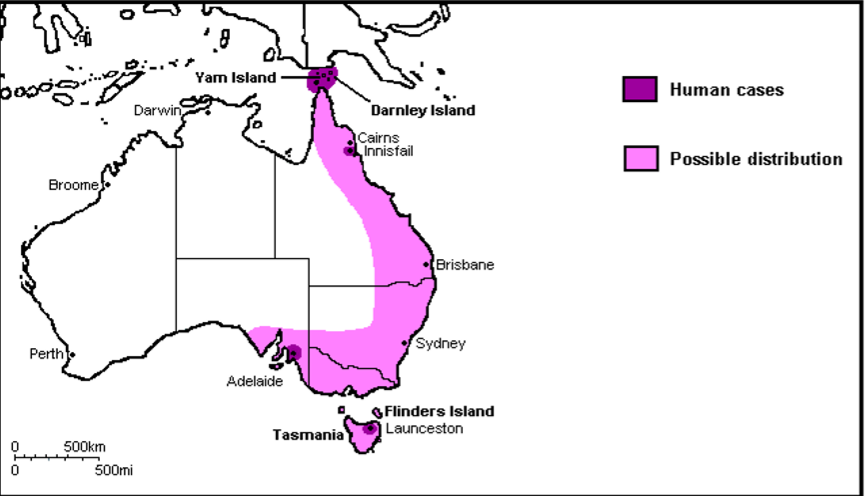 Yam Island
Darnley Island
Darwin
Cairns
Innisfail
Broome
Brisbane
Perth
Sydney
Adelaide
Flinders Island
Launceston
Tasmania
0 500km
0 500mi
Human cases
Possible distribution